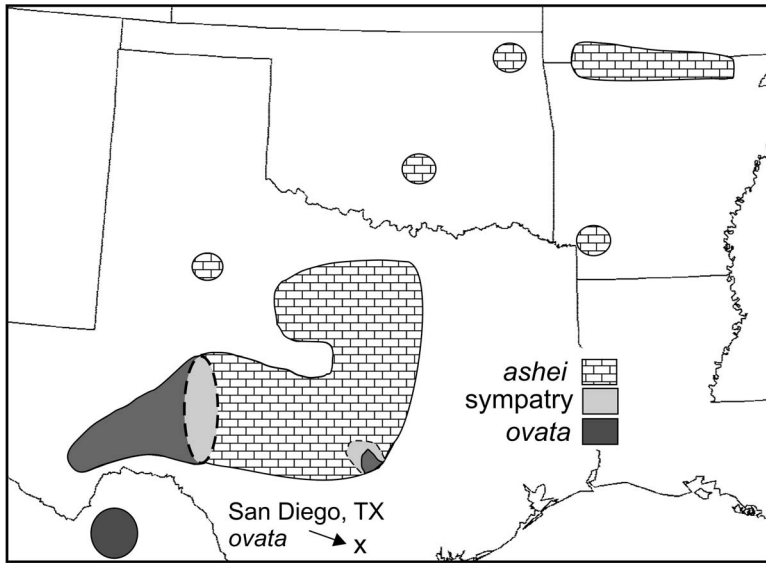 ashei
sympatry
ovata
San Diego, TX
ovata
x